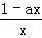 1 - ax
x